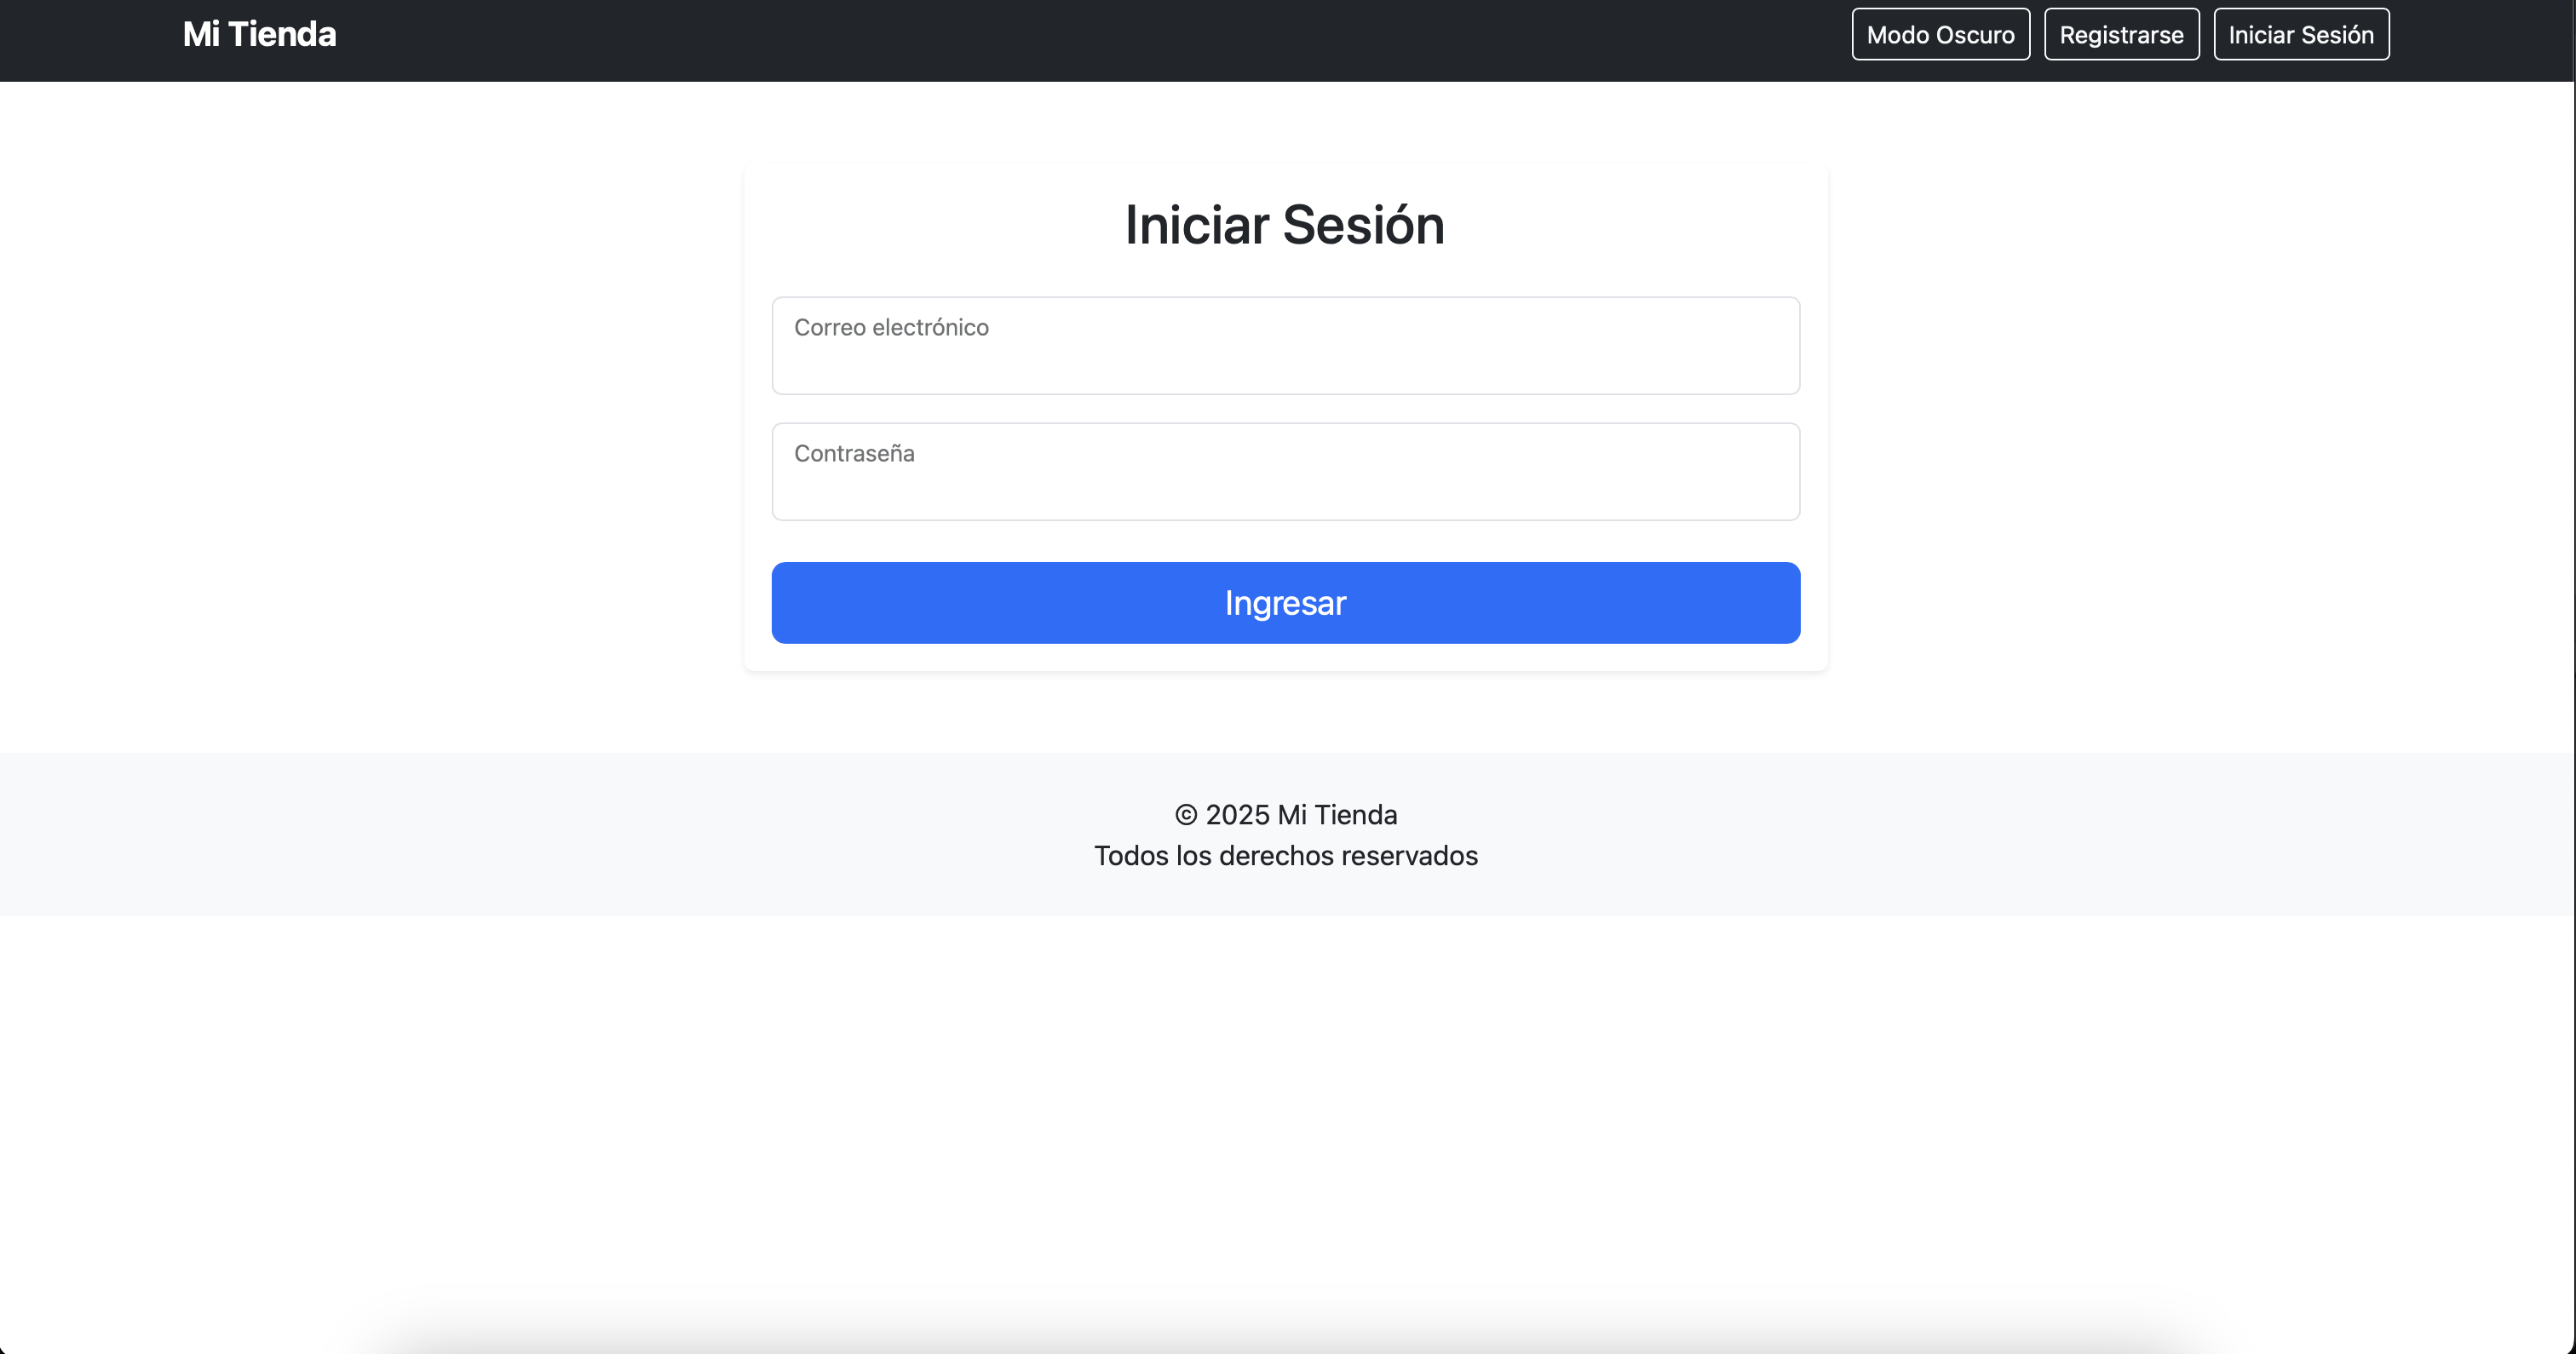 Mi Tienda
Modo Oscuro
Registrarse
Iniciar Sesión
Iniciar Sesión
Correo electrónico
Contraseña
Ingresar
© 2025 Mi Tienda
Todos los derechos reservados